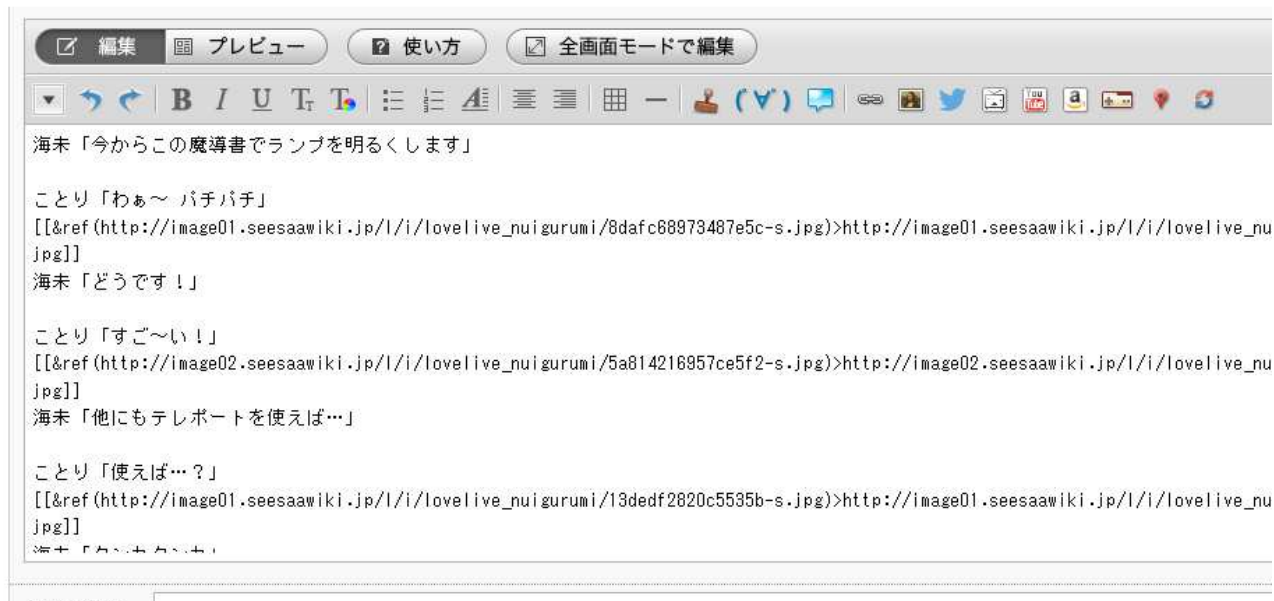 編集 プレビュー 使い方 全画面モードで編集
海未「今からこの魔導書でランプを明るくします」
ことり「わぁ～ パチパチ」
[[&ref(http://image01.seesaawiki.jp/l/i/lovelive_nuigurumi/8dafc68973487e5c-s.jpg)>http://image01.seesaawiki.jp/l/i/lovelive_nu
jpg]]
海未「どうです！」
ことり「すご～い！」
[[&ref(http://image02.seesaawiki.jp/l/i/lovelive_nuigurumi/5a814216957ce5f2-s.jpg)>http://image02.seesaawiki.jp/l/i/lovelive_nu
jpg]]
海未「他にもテレポートを使えば…」
ことり「使えば…？」
[[&ref(http://image01.seesaawiki.jp/l/i/lovelive_nuigurumi/13dedf2820c5535b-s.jpg)>http://image01.seesaawiki.jp/l/i/lovelive_nu
jpg]]